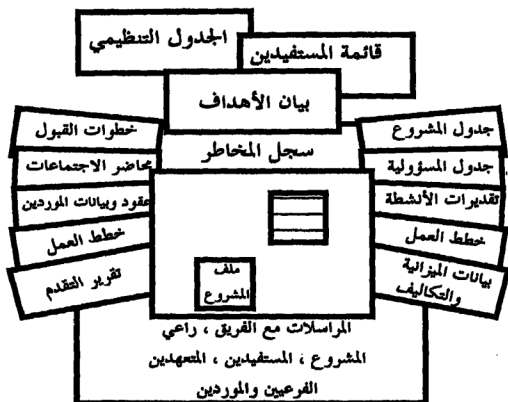 الجدول التنظيمي
قائمة المستفيدين
بيان الأهداف
سجل المخاطر
جدول المشروع
جدول المسؤولية
تقديرات الأنشطة
خطط العمل
بيانات الميزانية
والتكاليف
خطوات القبول
محاضر الاجتماعات
عقود وبيانات الموردين
خطط العمل
تقرير التقدم
ملف
المشروع
المراسلات مع الفريق ، راعي
المشروع ، المستفيدين ، المتعهدين
الفرعيين والموردين